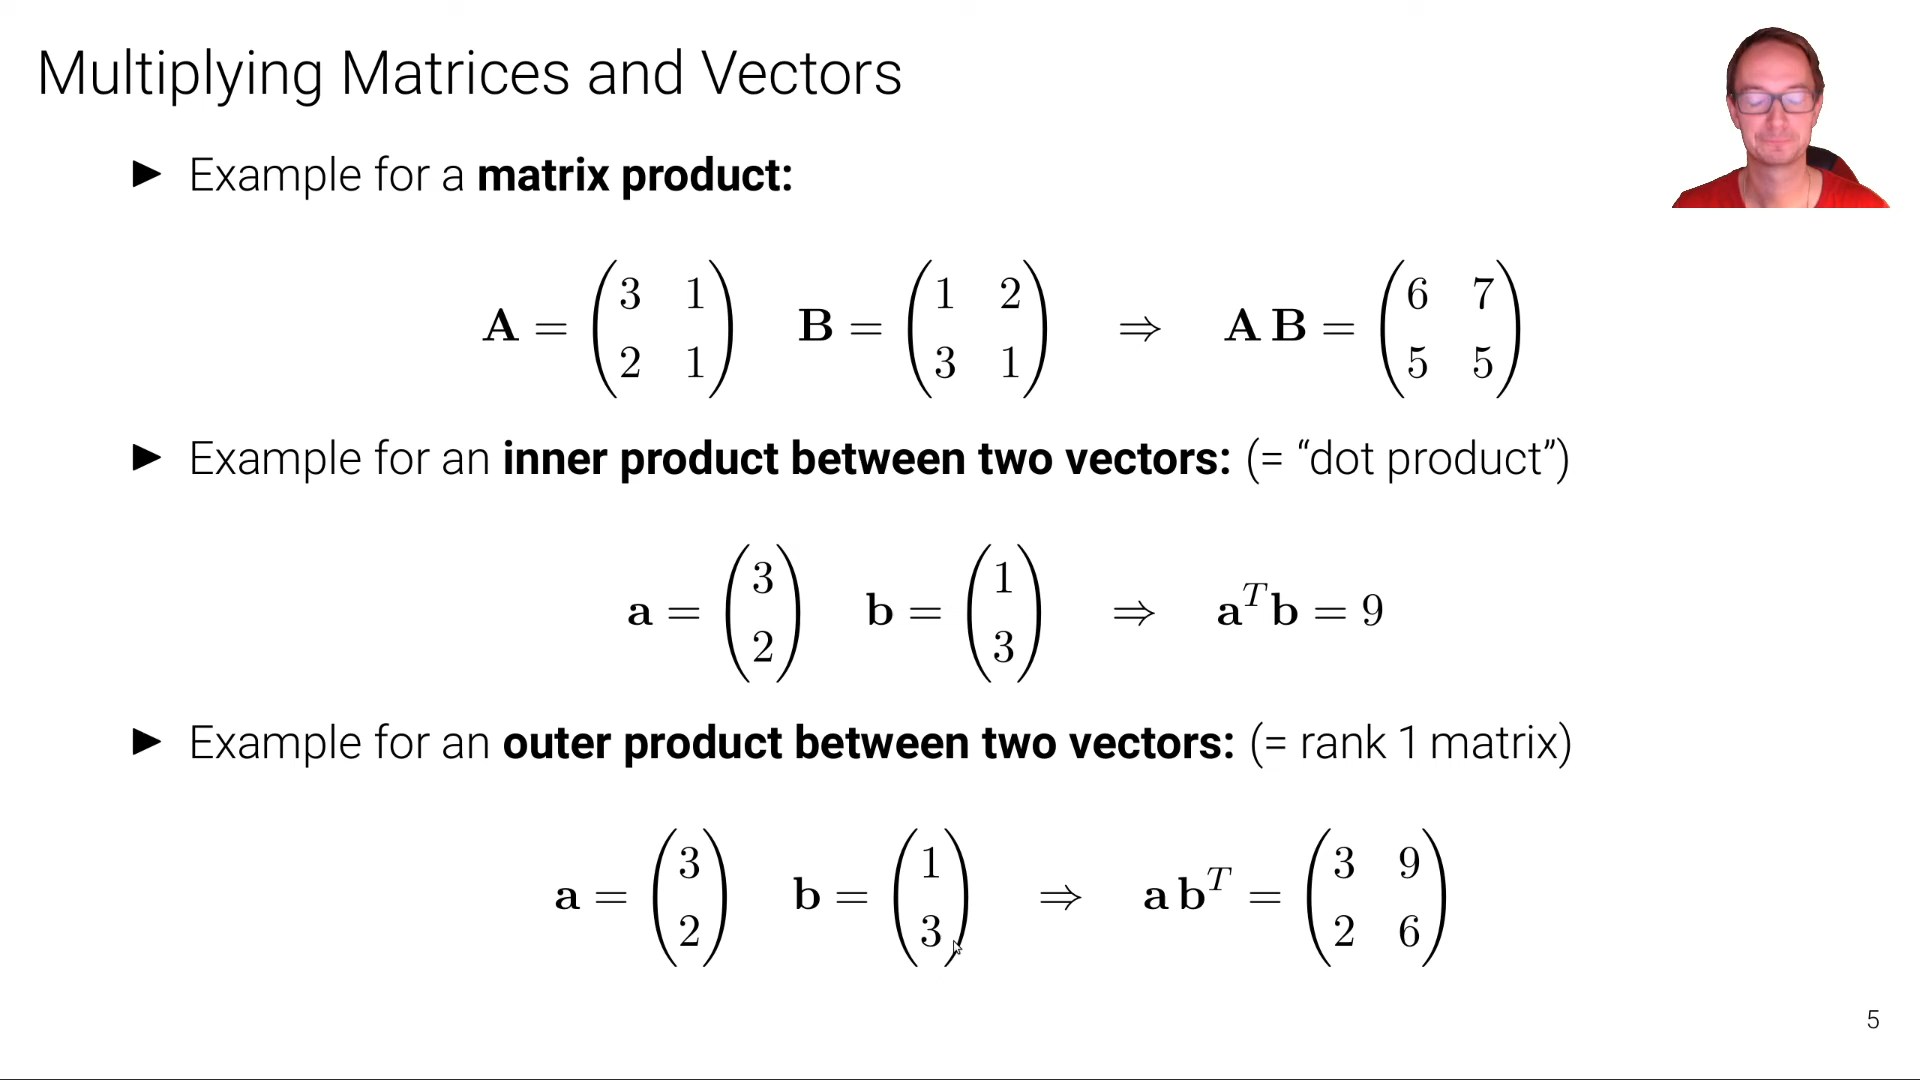 Multiplying Matrices and Vectors
► Example for a matrix product:
A = (3 1; 2 1) B = (1 2; 3 1) ⇒ A B = (6 7; 5 5)
► Example for an inner product between two vectors: (= “dot product”)
a = (3; 2) b = (1; 3) ⇒ a^T b = 9
► Example for an outer product between two vectors: (= rank 1 matrix)
a = (3; 2) b = (1; 3) ⇒ a b^T = (3 9; 2 6)
5